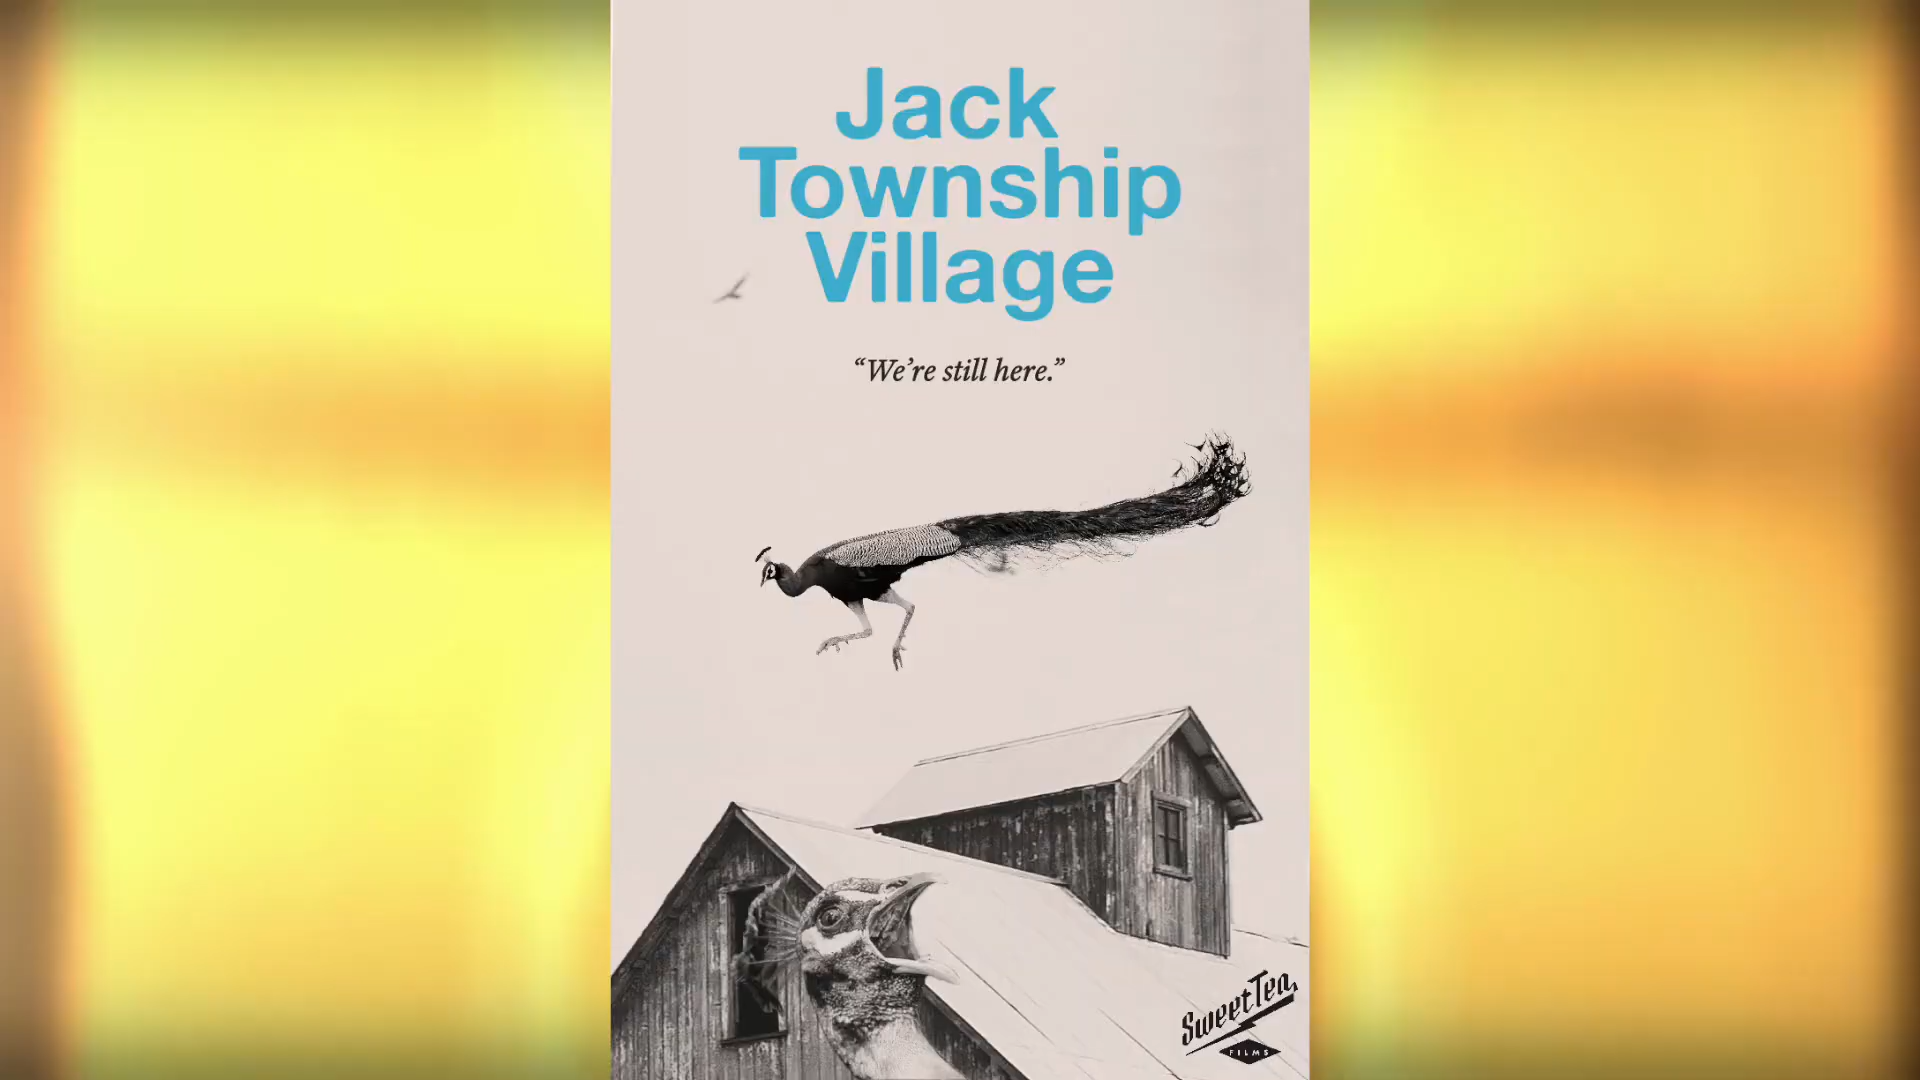 Jack
Township
Village
“We’re still here.”
Sweet Tea
FILMS